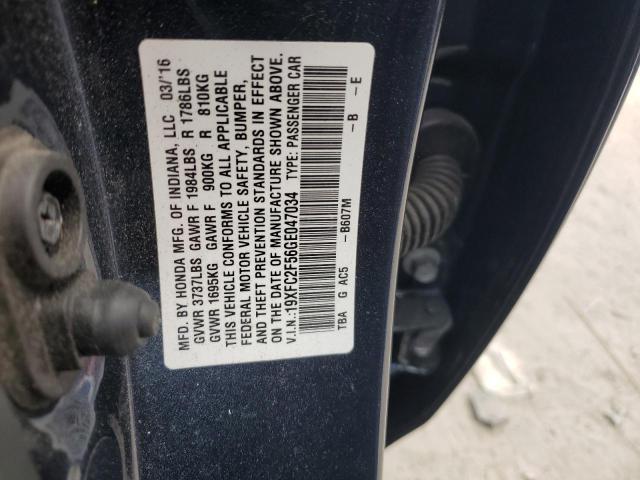 MFD. BY HONDA MFG. OF INDIANA, LLC 03/'16
GVWR 3737LBS GAWR F 1984LBS R 1786LBS
GVWR 1695KG GAWR F 900KG R 810KG
THIS VEHICLE CONFORMS TO ALL APPLICABLE
FEDERAL MOTOR VEHICLE SAFETY, BUMPER,
AND THEFT PREVENTION STANDARDS IN EFFECT
ON THE DATE OF MANUFACTURE SHOWN ABOVE.
V.I.N.:19XFC2F56GE047034 TYPE: PASSENGER CAR
TBA G AC5 -B607M -B -E